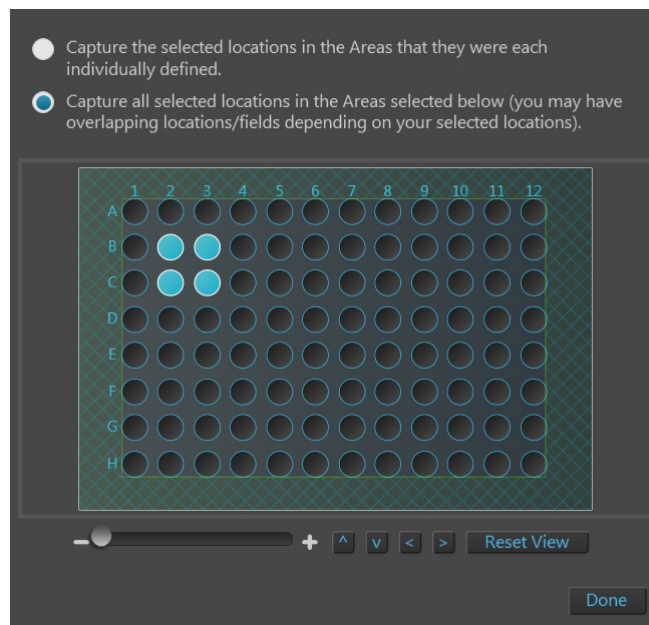 Capture the selected locations in the Areas that they were each
individually defined.
Capture all selected locations in the Areas selected below (you may have
overlapping locations/fields depending on your selected locations).
1 2 3 4 5 6 7 8 9 10 11 12
A
B
C
D
E
F
G
H
− + ^ v < > Reset View
Done